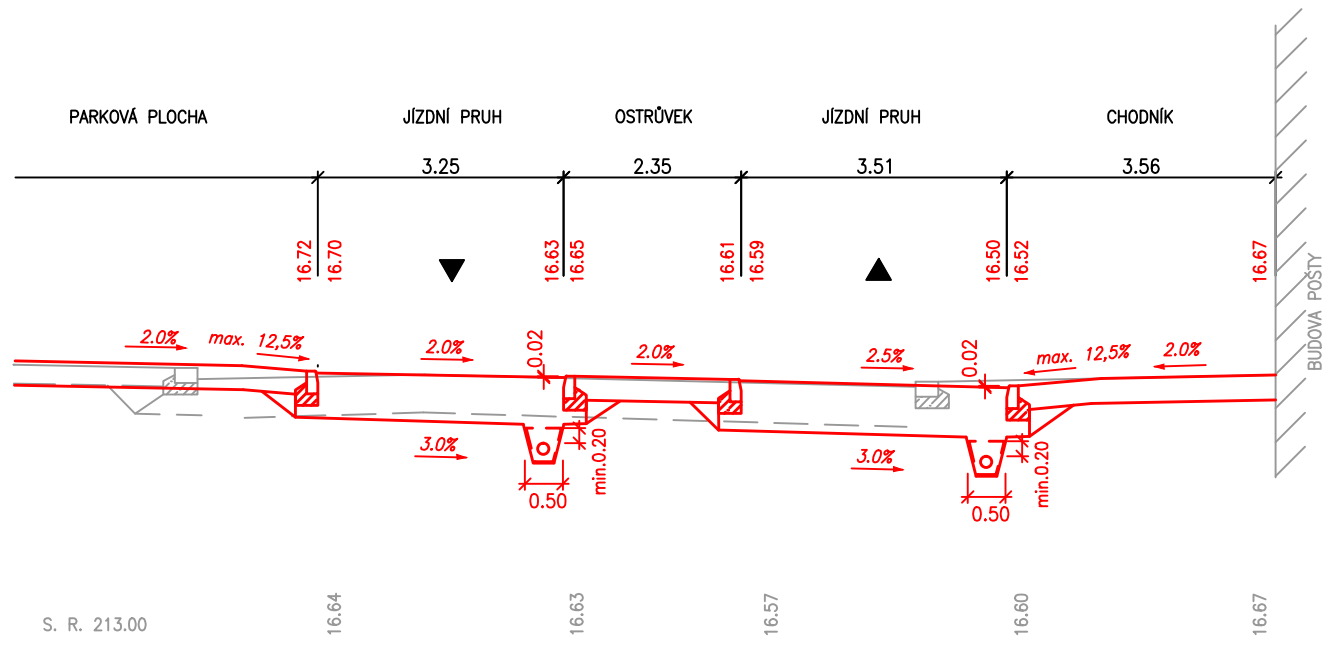 PARKOVÁ PLOCHA JÍZDNÍ PRUH OSTRŮVEK JÍZDNÍ PRUH CHODNÍK
3.25 2.35 3.51 3.56
16.72 16.70 16.63 16.65 16.61 16.59 16.50 16.52 16.67
BUDOVA POŠTY
2.0% max. 12,5% 2.0% 0.02 2.0% 2.5% 0.02 max. 12,5% 2.0%
3.0% min.0.20 3.0% min.0.20
0.50 0.50
S. R. 213.00 16.64 16.63 16.57 16.60 16.67